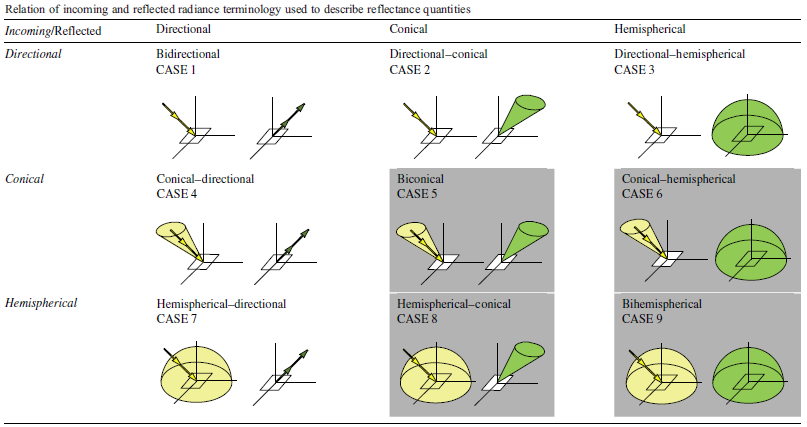 Relation of incoming and reflected radiance terminology used to describe reflectance quantities
Incoming/Reflected Directional Conical Hemispherical
Directional Bidirectional Directional–conical Directional–hemispherical
CASE 1 CASE 2 CASE 3
Conical Conical–directional Biconical Conical–hemispherical
CASE 4 CASE 5 CASE 6
Hemispherical Hemispherical–directional Hemispherical–conical Bihemispherical
CASE 7 CASE 8 CASE 9